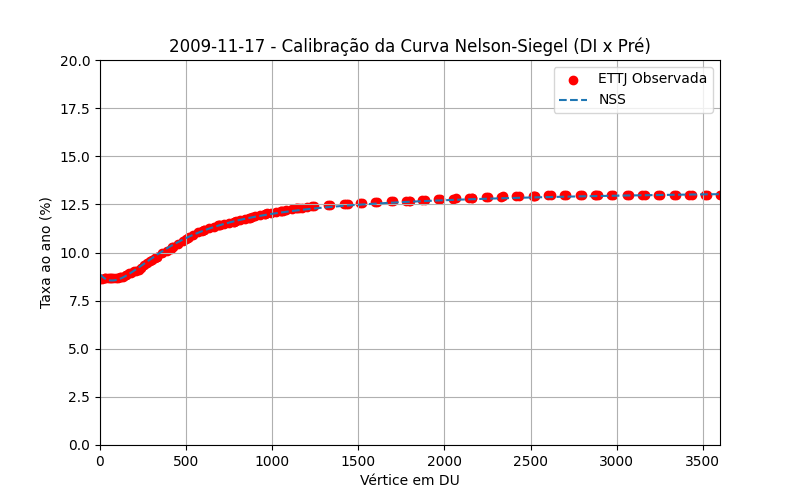 2009-11-17 - Calibração da Curva Nelson-Siegel (DI x Pré)
20.0
17.5
15.0
12.5
10.0
7.5
5.0
2.5
0.0
Taxa ao ano (%)
ETTJ Observada
NSS
0 500 1000 1500 2000 2500 3000 3500
Vértice em DU